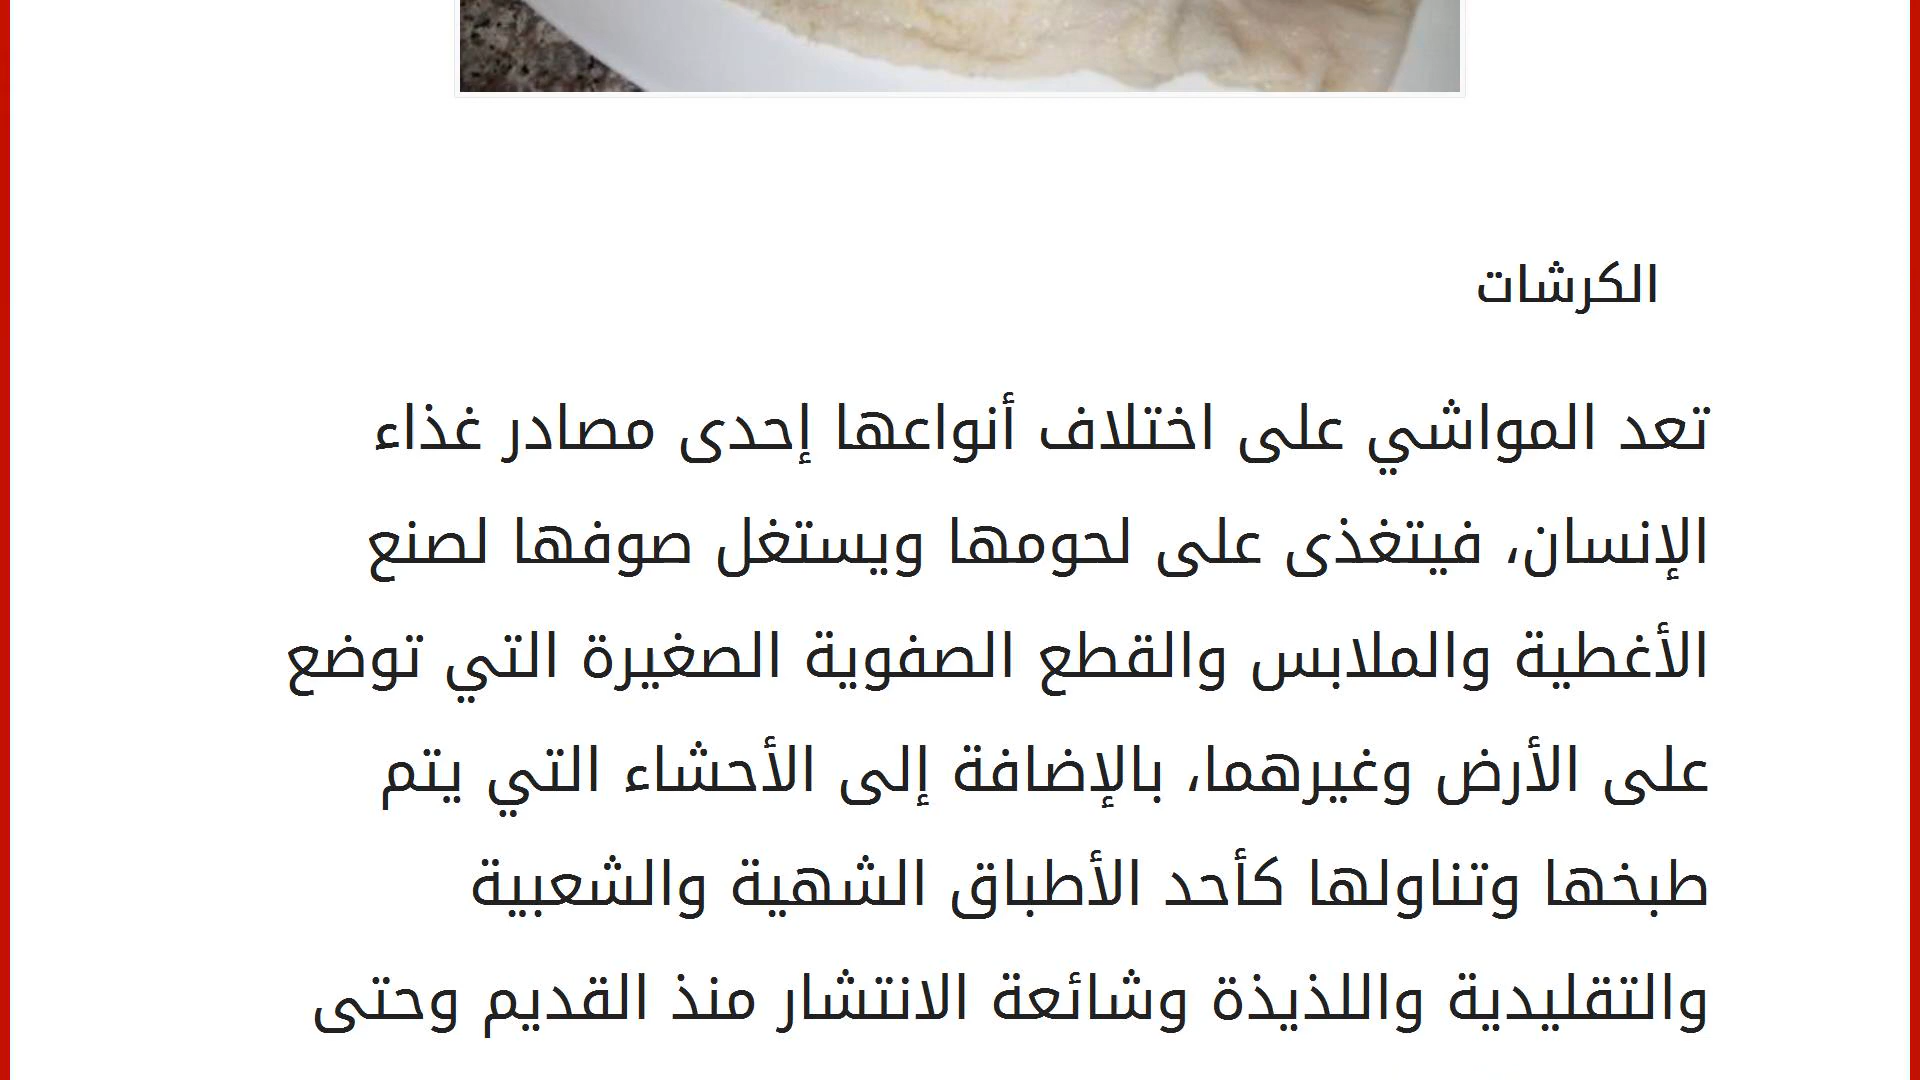 الكرشات
تعد المواشي على اختلاف أنواعها إحدى مصادر غذاء
الإنسان، فيتغذى على لحومها ويستغل صوفها لصنع
الأغطية والملابس والقطع الصفوية الصغيرة التي توضع
على الأرض وغيرهما، بالإضافة إلى الأحشاء التي يتم
طبخها وتناولها كأحد الأطباق الشهية والشعبية
والتقليدية واللذيذة وشائعة الانتشار منذ القديم وحتى